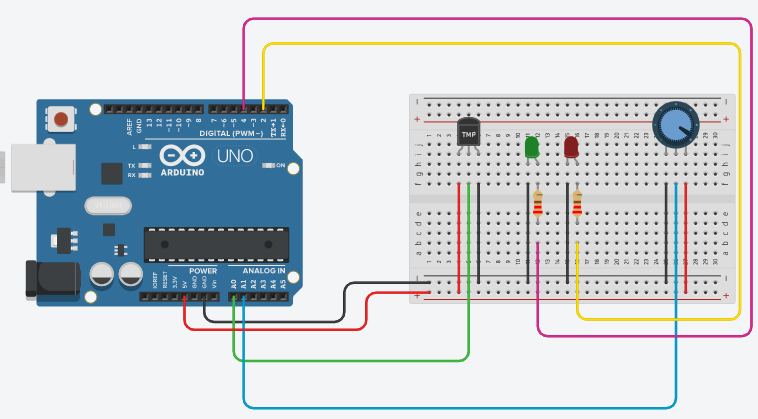 AREF
GND
13
12
~11
~10
~9
8
7
~6
~5
4
~3
2
TX→1
RX←0
DIGITAL (PWM~)
L
TX
RX
UNO
ARDUINO
ON
POWER
ANALOG IN
IOREF
RESET
3.3V
5V
GND
GND
Vin
A0
A1
A2
A3
A4
A5
TMP